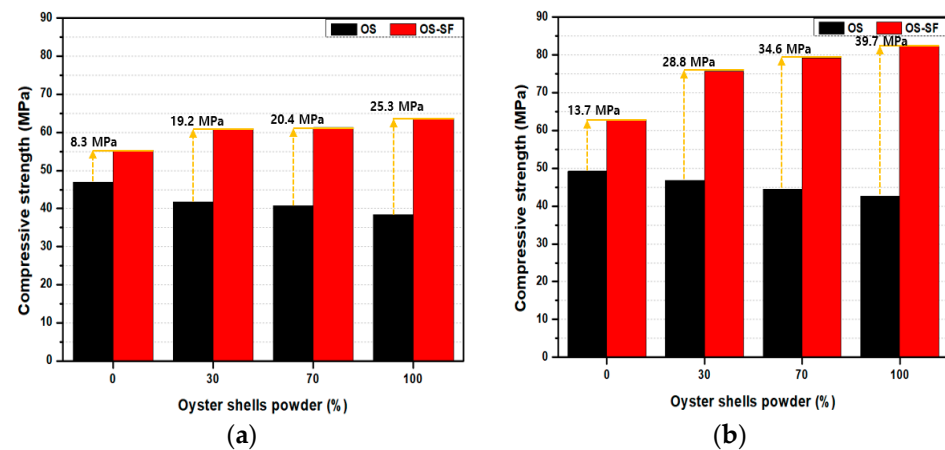 OS OS-SF
Compressive strength (MPa)
90
80
70
60
50
40
30
20
10
0
8.3 MPa
19.2 MPa
20.4 MPa
25.3 MPa
0 30 70 100
Oyster shells powder (%)
(a)
OS OS-SF
Compressive strength (MPa)
90
80
70
60
50
40
30
20
10
0
13.7 MPa
28.8 MPa
34.6 MPa
39.7 MPa
0 30 70 100
Oyster shells powder (%)
(b)